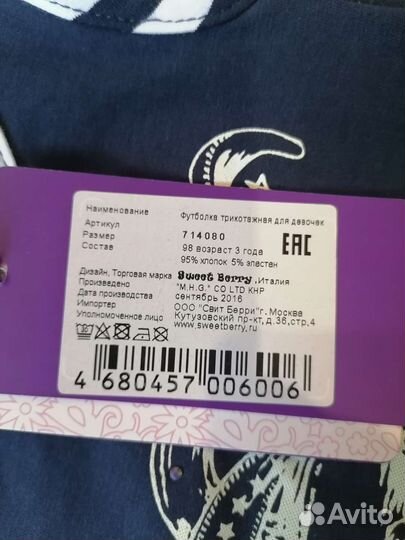 Наименование Футболка трикотажная для девочек
Артикул 714080
Размер 98 возраст 3 года
Состав 95% хлопок 5% эластен
EAC
Дизайн, Торговая марка Sweet Berry, Италия
Произведено "M.H.G." CO LTD КНР
Дата производства сентябрь 2016
Импортер ООО "Свит Берри"г. Москва
Уполномоченное лицо Кутузовский пр-кт, д.36,стр.4
www.sweetberry.ru
4 680457 006006
Avito